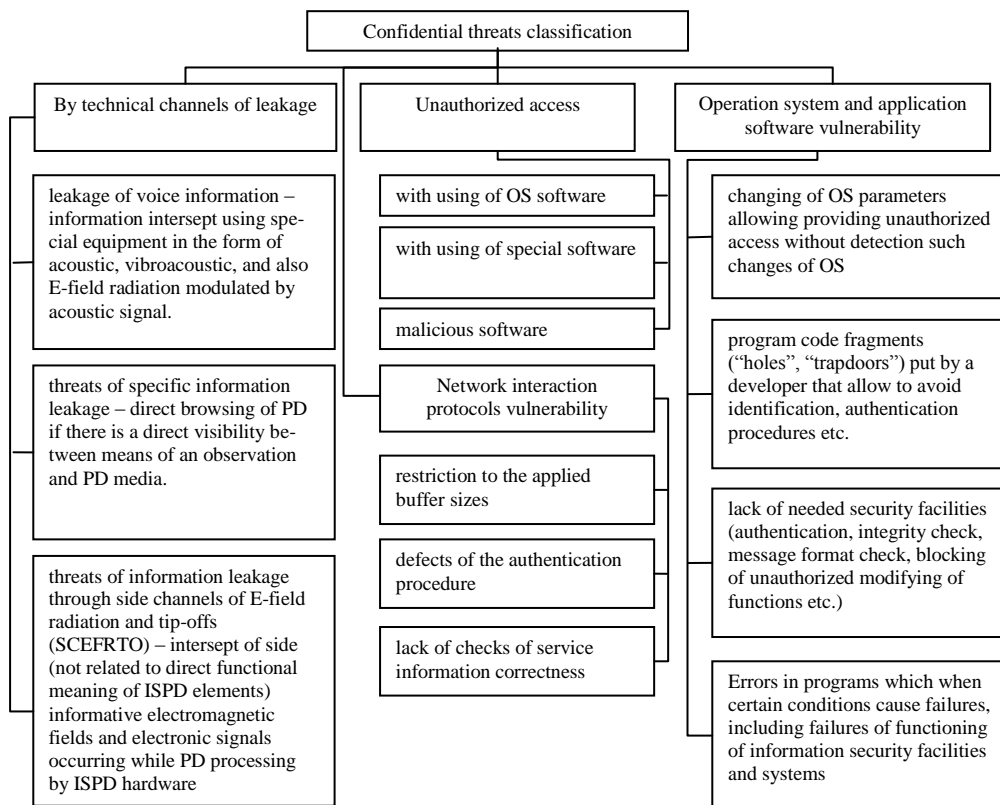 Confidential threats classification
By technical channels of leakage
Unauthorized access
Operation system and application
software vulnerability
leakage of voice information –
information intersept using spe-
cial equipment in the form of
acoustic, vibroacoustic, and also
E-field radiation modulated by
acoustic signal.
threats of specific information
leakage – direct browsing of PD
if there is a direct visibility be-
tween means of an observation
and PD media.
threats of information leakage
through side channels of E-field
radiation and tip-offs
(SCEFRTO) – intersept of side
(not related to direct functional
meaning of ISPD elements)
informative electromagnetic
fields and electronic signals
occurring while PD processing
by ISPD hardware
with using of OS software
with using of special software
malicious software
Network interaction
protocols vulnerability
restriction to the applied
buffer sizes
defects of the authentication
procedure
lack of checks of service
information correctness
changing of OS parameters
allowing providing unauthorized
access without detection such
changes of OS
program code fragments
(“holes”, “trapdoors”) put by a
developer that allow to avoid
identification, authentication
procedures etc.
lack of needed security facilities
(authentication, integrity check,
message format check, blocking
of unauthorized modifying of
functions etc.)
Errors in programs which when
certain conditions cause failures,
including failures of functioning
of information security facilities
and systems